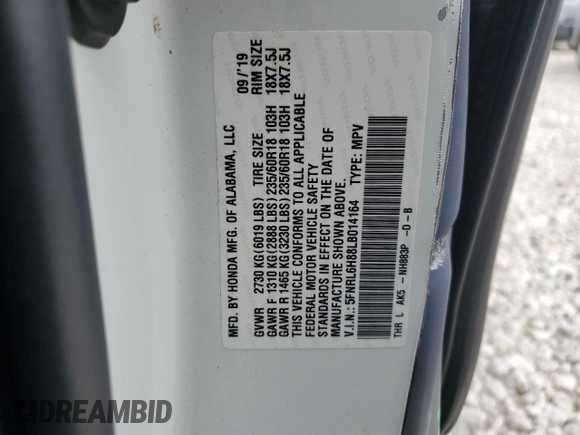 MFD. BY HONDA MFG. OF ALABAMA, LLC 09/'19
GVWR 2730 KG(6019 LBS) TIRE SIZE RIM SIZE
GAWR F 1310 KG(2888 LBS)235/60R18 103H 18X7.5J
GAWR R 1465 KG(3230 LBS)235/60R18 103H 18X7.5J
THIS VEHICLE CONFORMS TO ALL APPLICABLE
FEDERAL MOTOR VEHICLE SAFETY
STANDARDS IN EFFECT ON THE DATE OF
MANUFACTURE SHOWN ABOVE.
V.I.N.: 5FNRL6H88LB014164 TYPE: MPV
THR L AK5 -NH883P -D -B
DREAMBID